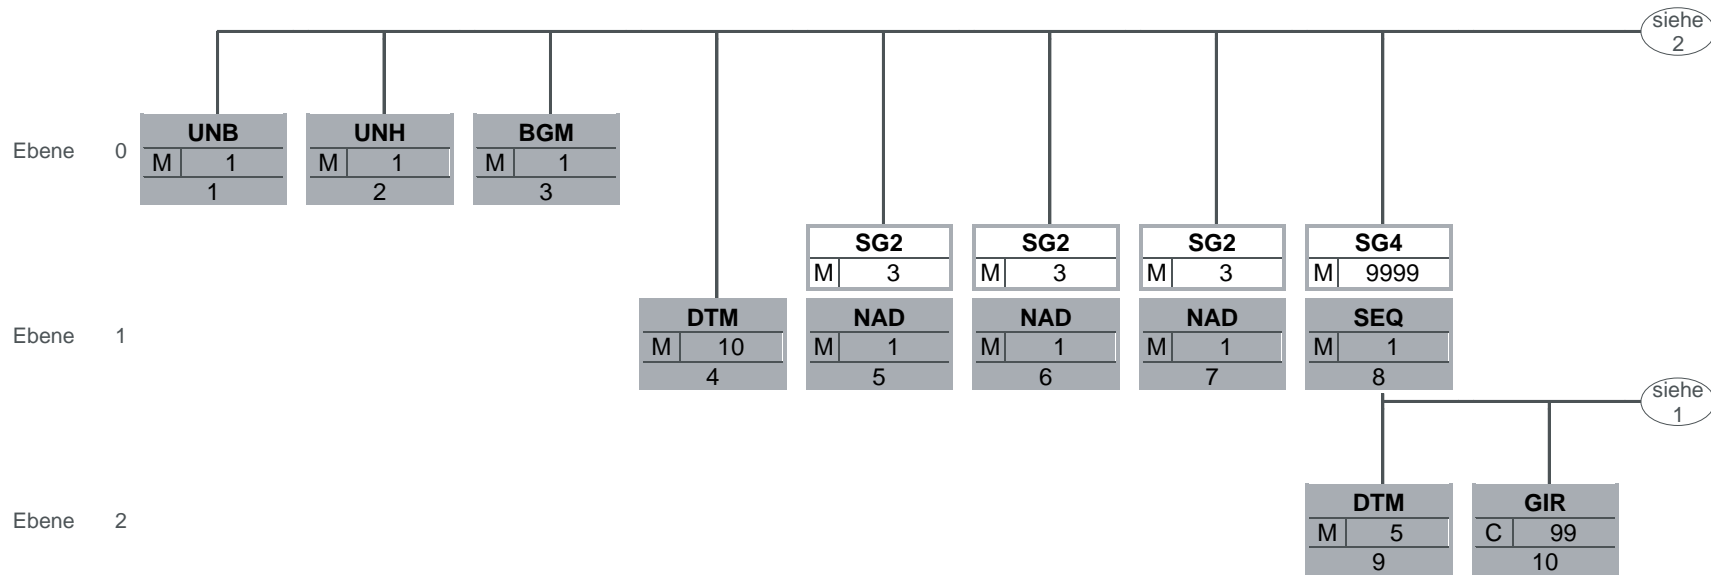 siehe
2
Ebene 0
UNB
M 1
1
UNH
M 1
2
BGM
M 1
3
SG2
M 3
SG2
M 3
SG2
M 3
SG4
M 9999
Ebene 1
DTM
M 10
4
NAD
M 1
5
NAD
M 1
6
NAD
M 1
7
SEQ
M 1
8
siehe
1
Ebene 2
DTM
M 5
9
GIR
C 99
10